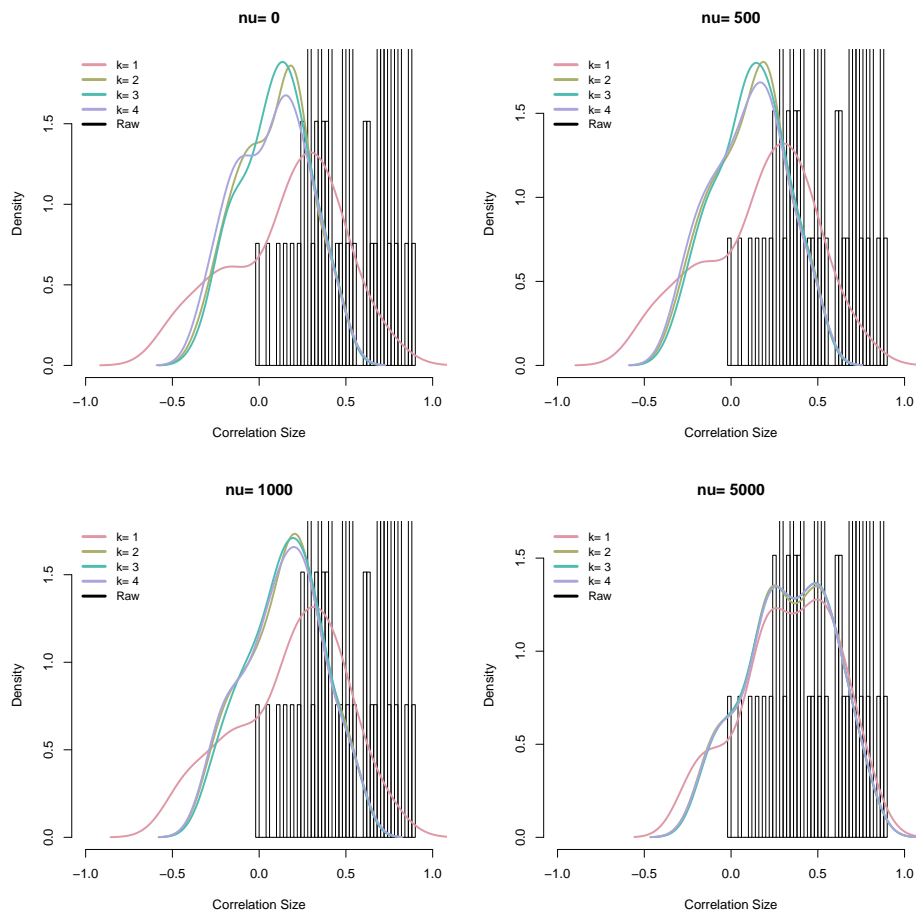 nu= 0
k= 1
k= 2
k= 3
k= 4
Raw
Density
0.0
0.5
1.0
1.5
−1.0
−0.5
0.0
0.5
1.0
Correlation Size
nu= 500
k= 1
k= 2
k= 3
k= 4
Raw
Density
0.0
0.5
1.0
1.5
−1.0
−0.5
0.0
0.5
1.0
Correlation Size
nu= 1000
k= 1
k= 2
k= 3
k= 4
Raw
Density
0.0
0.5
1.0
1.5
−1.0
−0.5
0.0
0.5
1.0
Correlation Size
nu= 5000
k= 1
k= 2
k= 3
k= 4
Raw
Density
0.0
0.5
1.0
1.5
−1.0
−0.5
0.0
0.5
1.0
Correlation Size